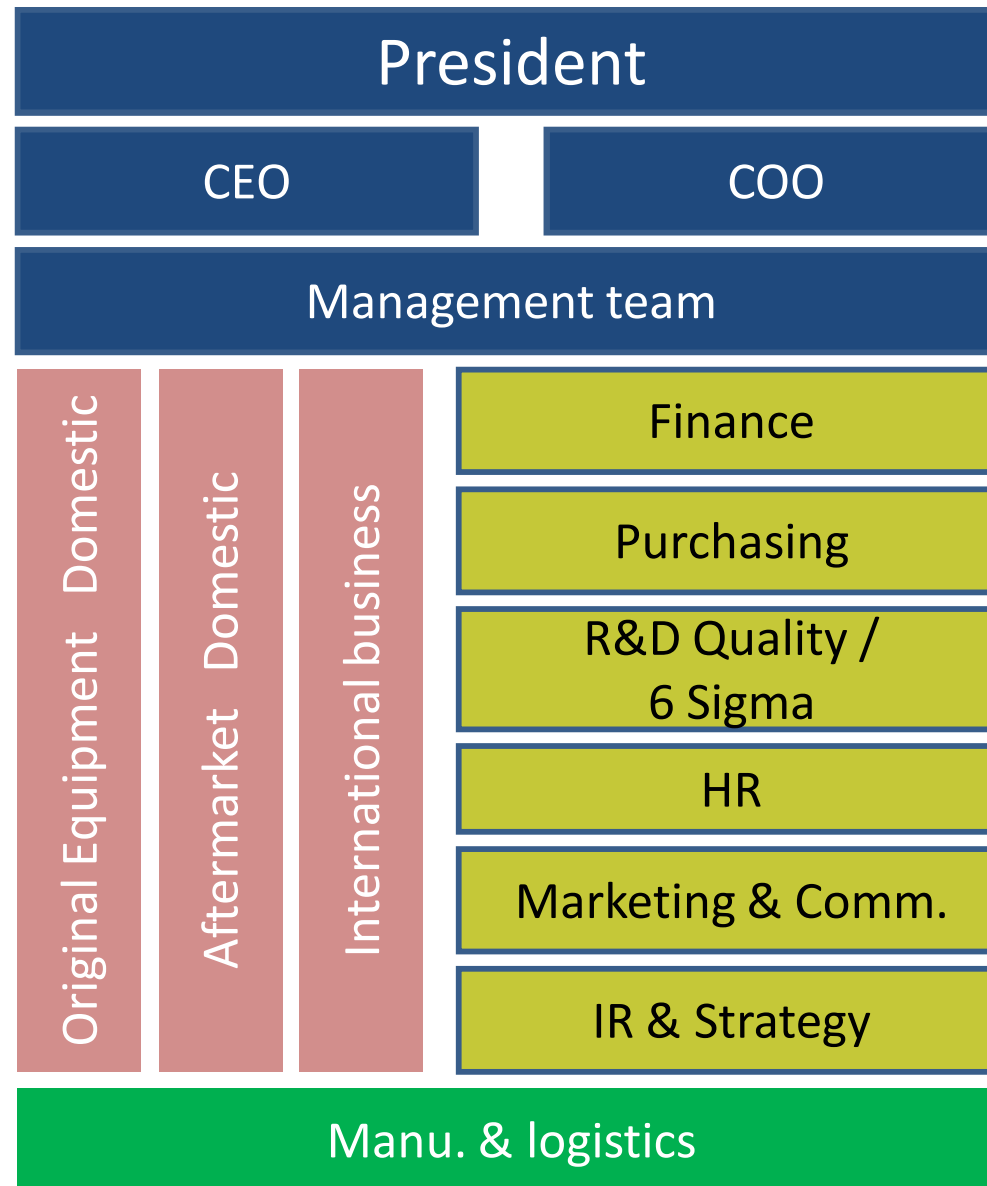 President
CEO
COO
Management team
Original Equipment Domestic
Aftermarket Domestic
International business
Finance
Purchasing
R&D Quality /
6 Sigma
HR
Marketing & Comm.
IR & Strategy
Manu. & logistics